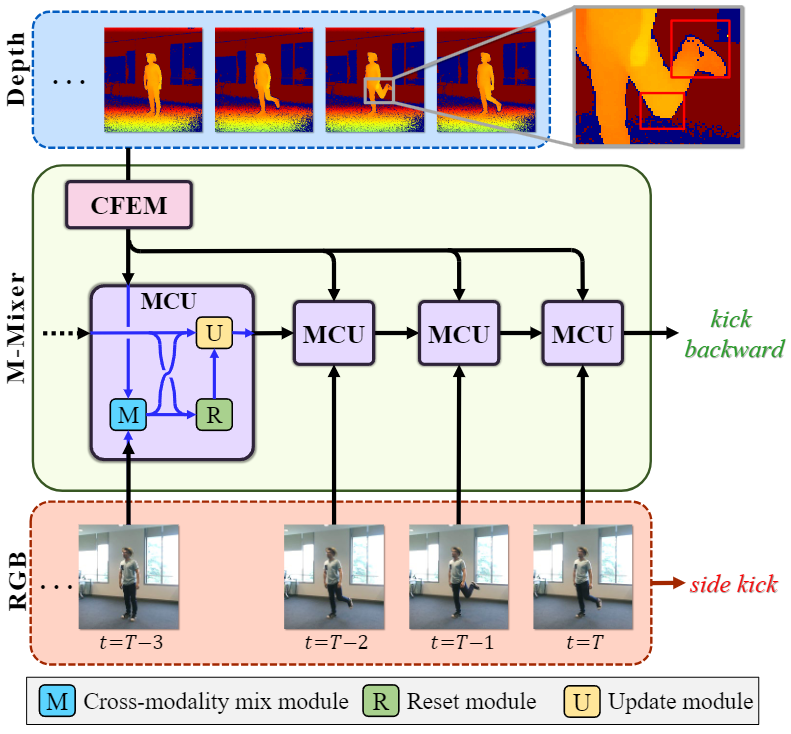 Depth
...
M-Mixer
CFEM
MCU
U
M
R
MCU
MCU
MCU
kick
backward
RGB
...
t=T−3
t=T−2
t=T−1
t=T
side kick
M Cross-modality mix module R Reset module U Update module